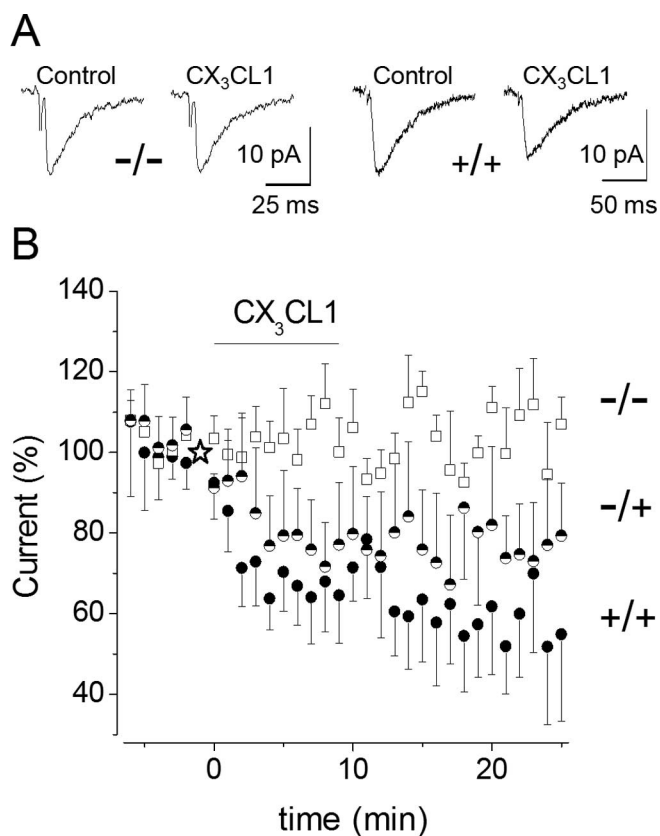 A
Control CX₃CL1 Control CX₃CL1
-/- 10 pA +/+ 10 pA
25 ms 50 ms
B
140
CX₃CL1
120
-/-
100
-/+
80
+/+
60
40
Current (%)
0 10 20
time (min)